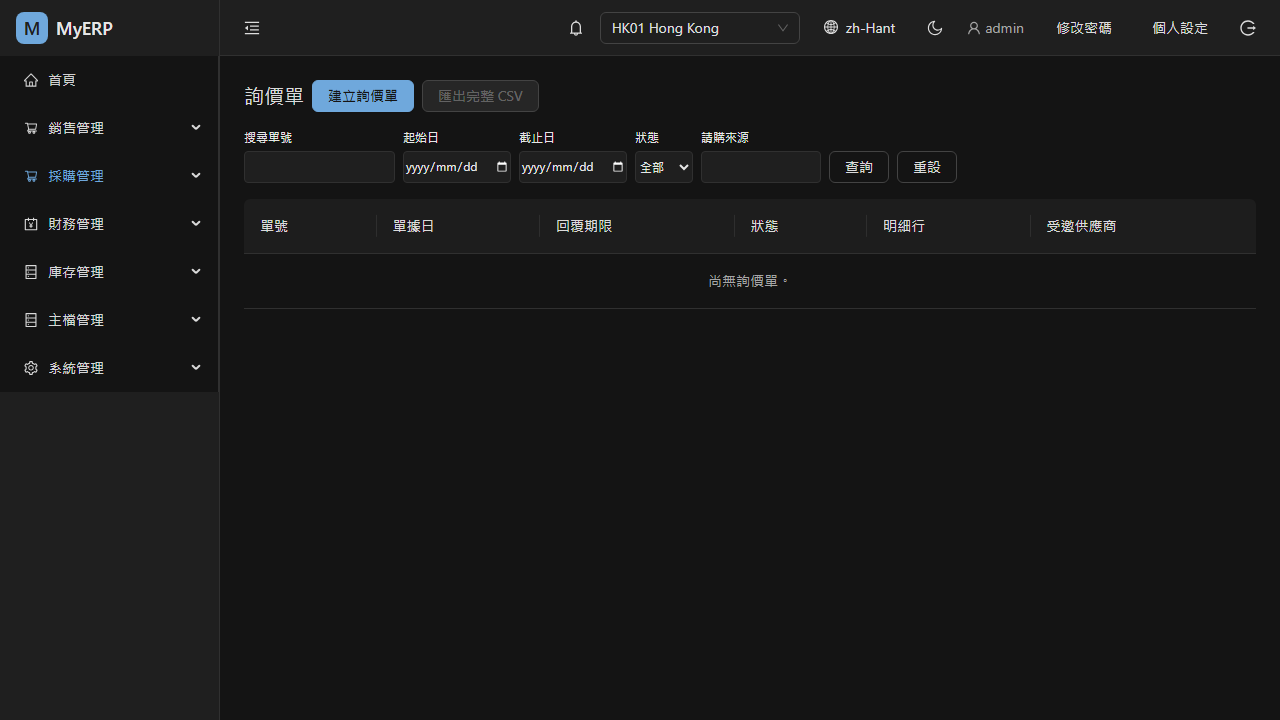 M MyERP
HK01 Hong Kong
zh-Hant
admin
修改密碼
個人設定
首頁
銷售管理
採購管理
財務管理
庫存管理
主檔管理
系統管理
詢價單
建立詢價單
匯出完整 CSV
搜尋單號
起始日
截止日
狀態
請購來源
yyyy/mm/dd
yyyy/mm/dd
全部
查詢
重設
單號
單據日
回覆期限
狀態
明細行
受邀供應商
尚無詢價單。